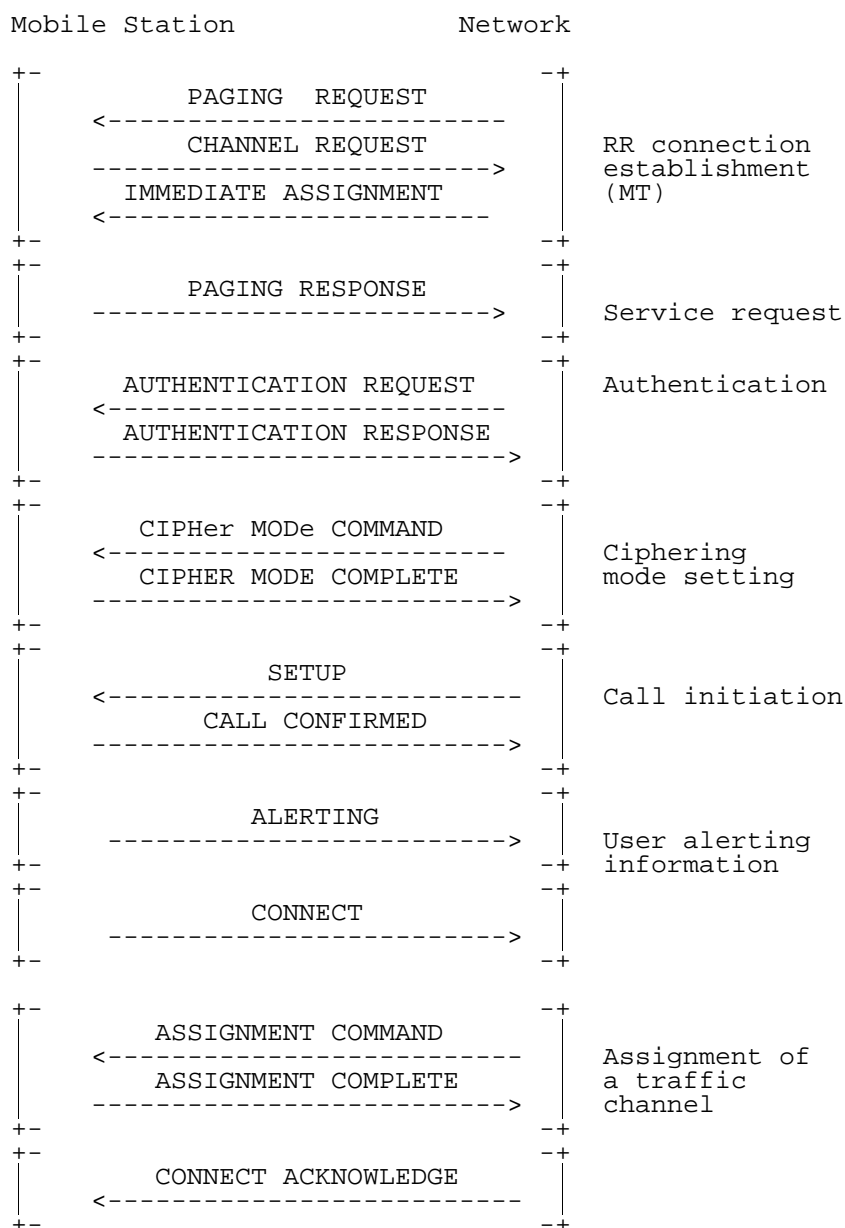 Mobile Station Network
PAGING REQUEST
CHANNEL REQUEST
RR connection
establishment
IMMEDIATE ASSIGNMENT
(MT)
PAGING RESPONSE
Service request
AUTHENTICATION REQUEST
Authentication
AUTHENTICATION RESPONSE
CIPHer MODe COMMAND
Ciphering
CIPHER MODE COMPLETE
mode setting
SETUP
Call initiation
CALL CONFIRMED
ALERTING
User alerting
information
CONNECT
ASSIGNMENT COMMAND
Assignment of
ASSIGNMENT COMPLETE
a traffic
channel
CONNECT ACKNOWLEDGE